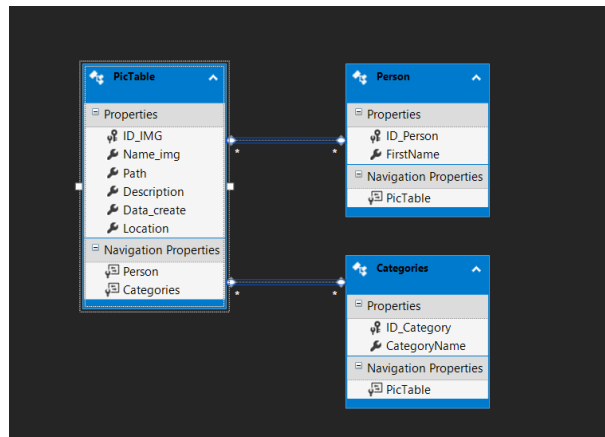 PicTable
Properties
ID_IMG
Name_img
Path
Description
Data_create
Location
Navigation Properties
Person
Categories
* *
* *
Person
Properties
ID_Person
FirstName
Navigation Properties
PicTable
Categories
Properties
ID_Category
CategoryName
Navigation Properties
PicTable